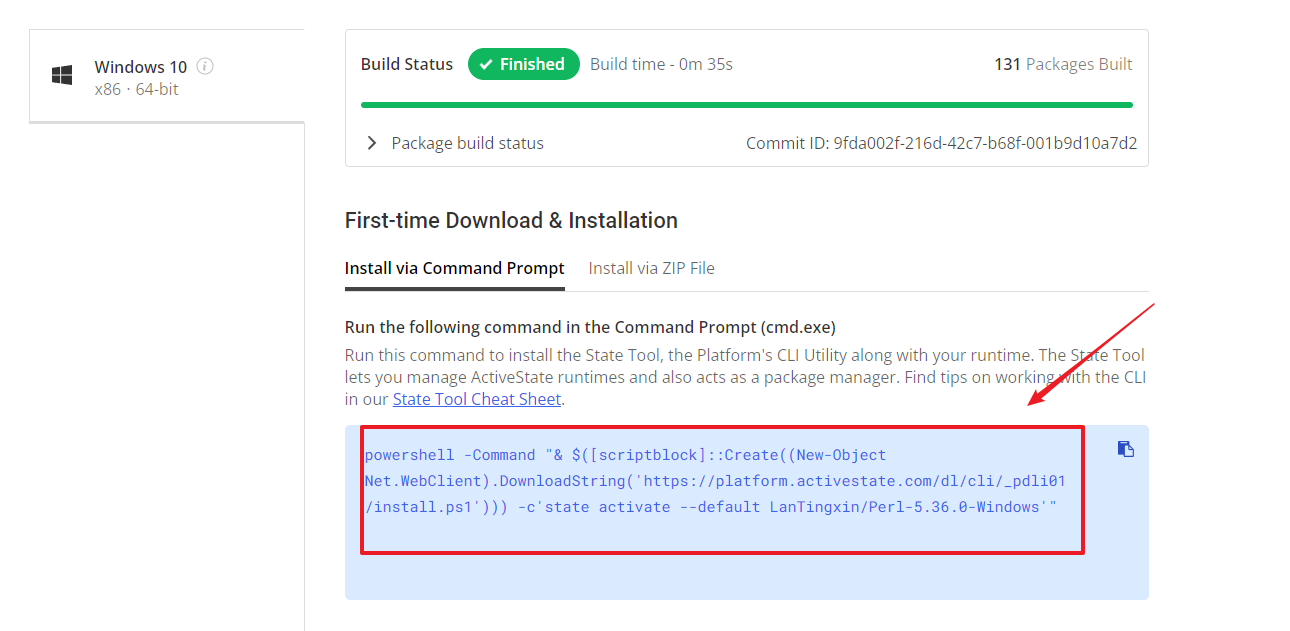 Windows 10
x86 · 64-bit
Build Status Finished Build time - 0m 35s 131 Packages Built
Package build status Commit ID: 9fda002f-216d-42c7-b68f-001b9d10a7d2
First-time Download & Installation
Install via Command Prompt Install via ZIP File
Run the following command in the Command Prompt (cmd.exe)
Run this command to install the State Tool, the Platform's CLI Utility along with your runtime. The State Tool
lets you manage ActiveState runtimes and also acts as a package manager. Find tips on working with the CLI
in our State Tool Cheat Sheet.
powershell -Command "& $([scriptblock]::Create((New-Object
Net.WebClient).DownloadString('https://platform.activestate.com/dl/cli/_pdli01
/install.ps1'))) -c'state activate --default LanTingxin/Perl-5.36.0-Windows'"